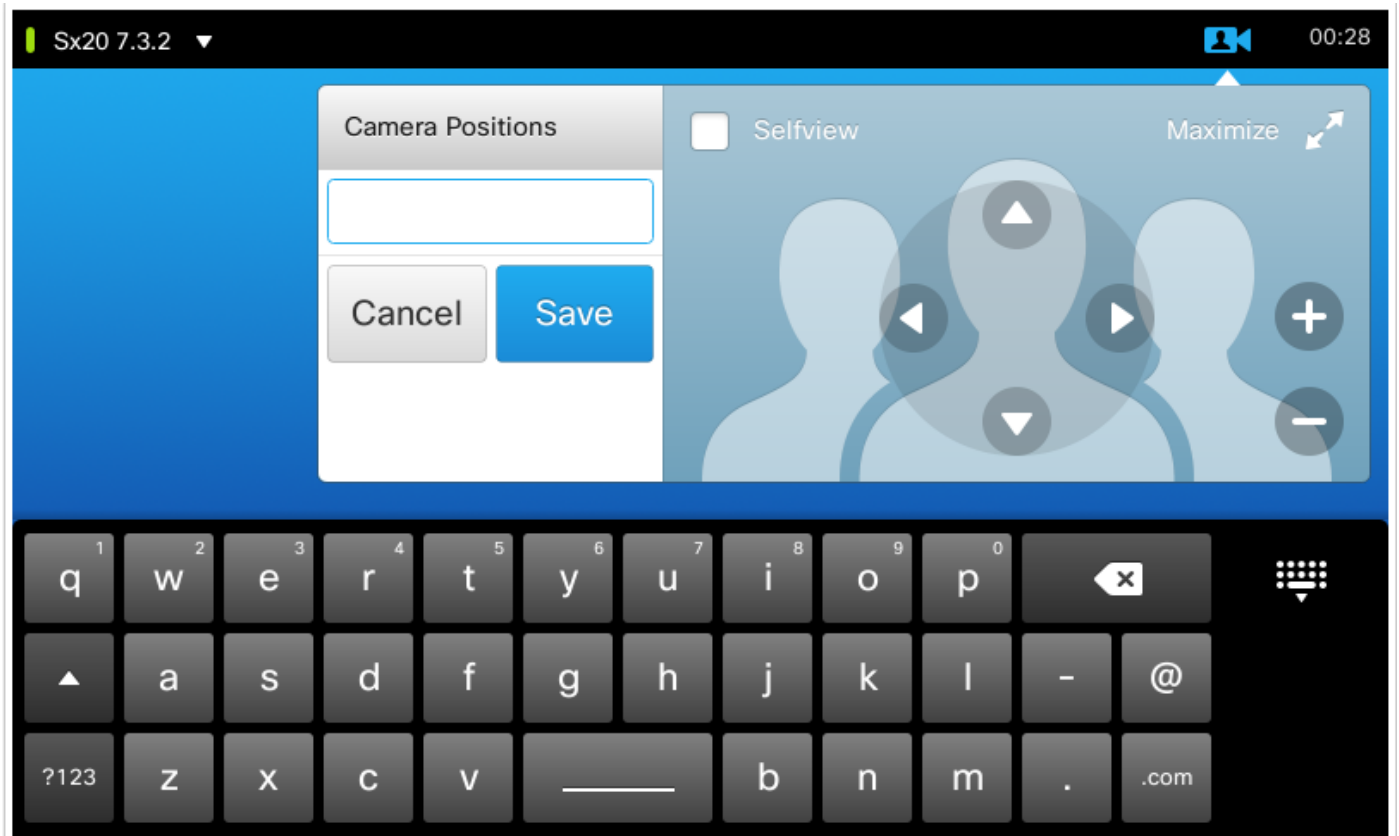 Sx20 7.3.2
00:28
Camera Positions
Selfview
Maximize
Cancel
Save
1 2 3 4 5 6 7 8 9 0
q w e r t y u i o p
a s d f g h j k l - @
?123 z x c v b n m . .com